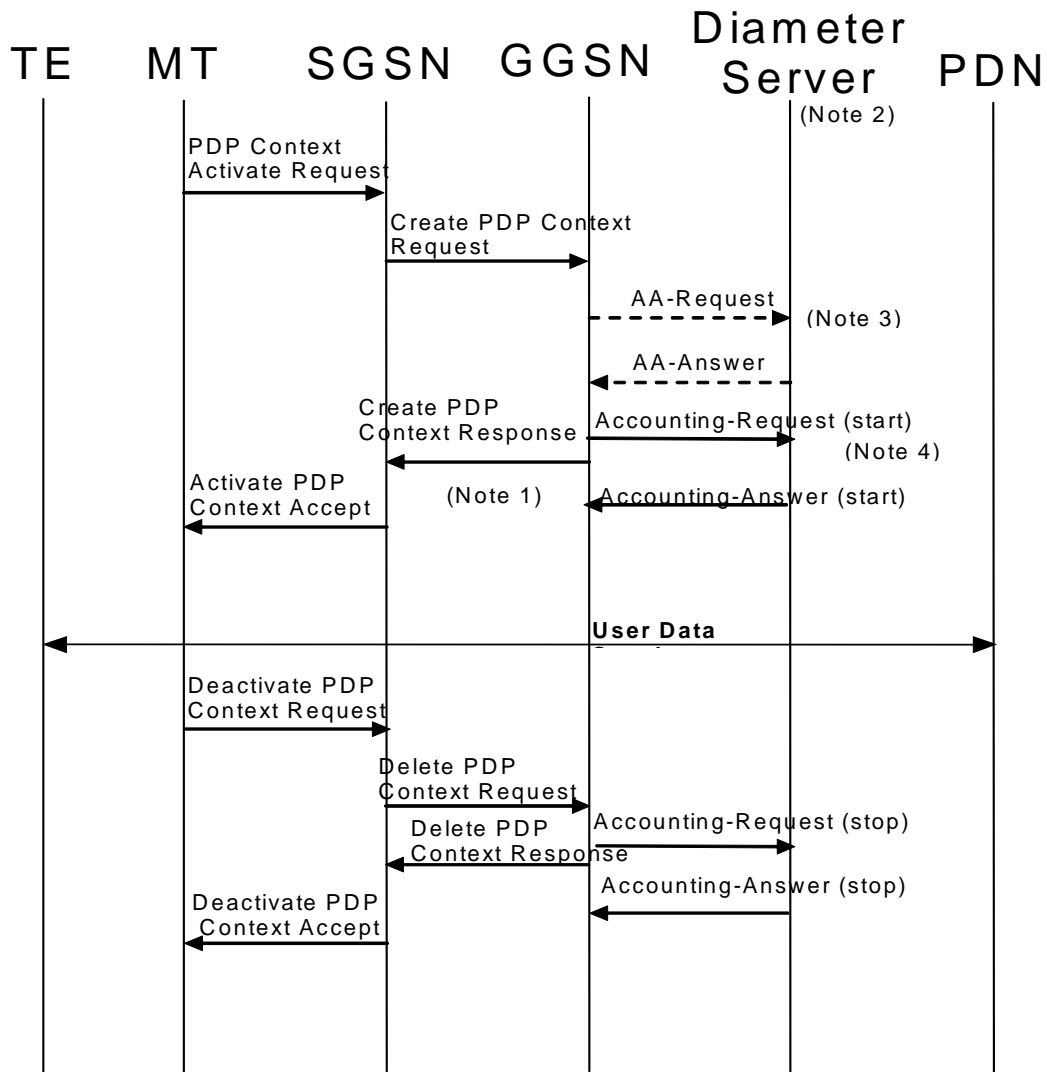 TE MT SGSN GGSN Diameter Server PDN
(Note 2)
PDP Context
Activate Request
Create PDP Context
Request
AA-Request
(Note 3)
AA-Answer
Create PDP
Context Response
Accounting-Request (start)
(Note 4)
Activate PDP
Context Accept
(Note 1)
Accounting-Answer (start)
User Data
Deactivate PDP
Context Request
Delete PDP
Context Request
Accounting-Request (stop)
Delete PDP
Context Response
Accounting-Answer (stop)
Deactivate PDP
Context Accept